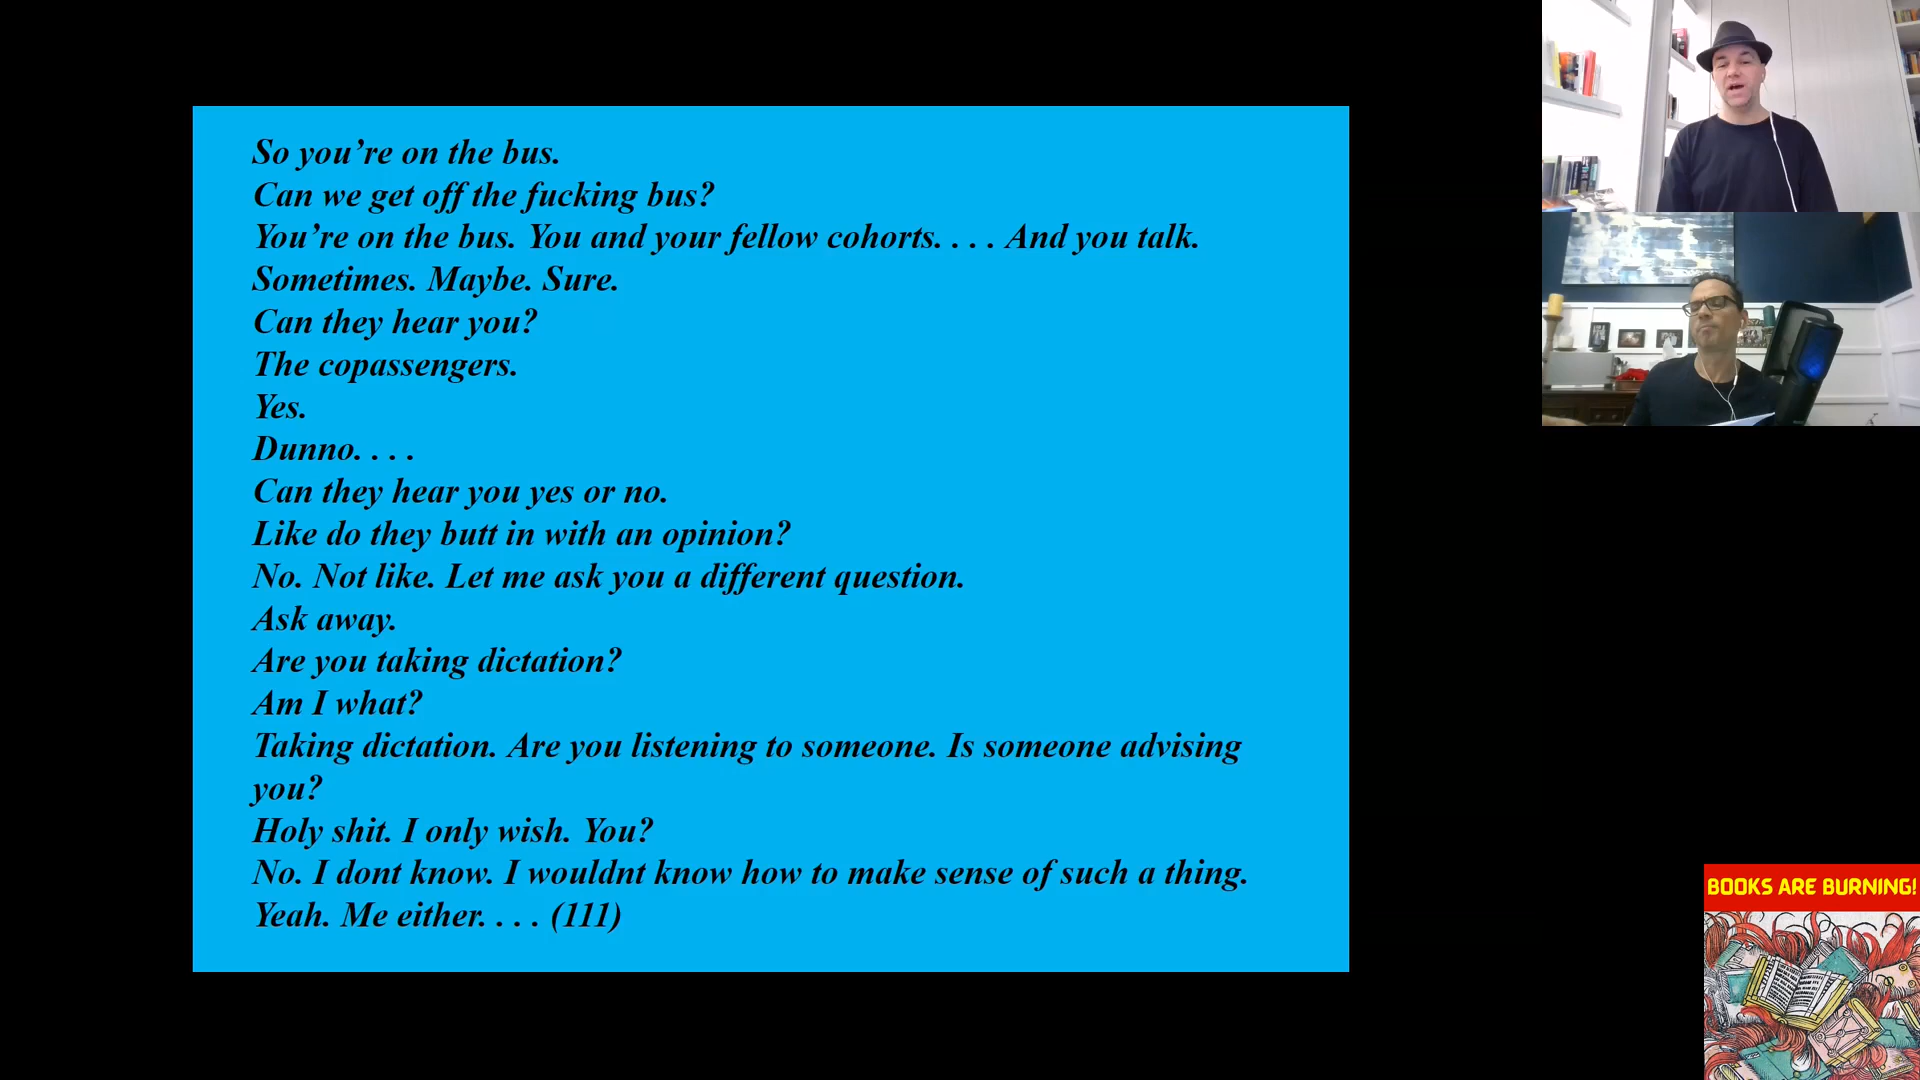 So you’re on the bus.
Can we get off the fucking bus?
You’re on the bus. You and your fellow cohorts. . . . And you talk.
Sometimes. Maybe. Sure.
Can they hear you?
The copassengers.
Yes.
Dunno. . . .
Can they hear you yes or no.
Like do they butt in with an opinion?
No. Not like. Let me ask you a different question.
Ask away.
Are you taking dictation?
Am I what?
Taking dictation. Are you listening to someone. Is someone advising
you?
Holy shit. I only wish. You?
No. I dont know. I wouldnt know how to make sense of such a thing.
Yeah. Me either. . . . (111)
BOOKS ARE BURNING!